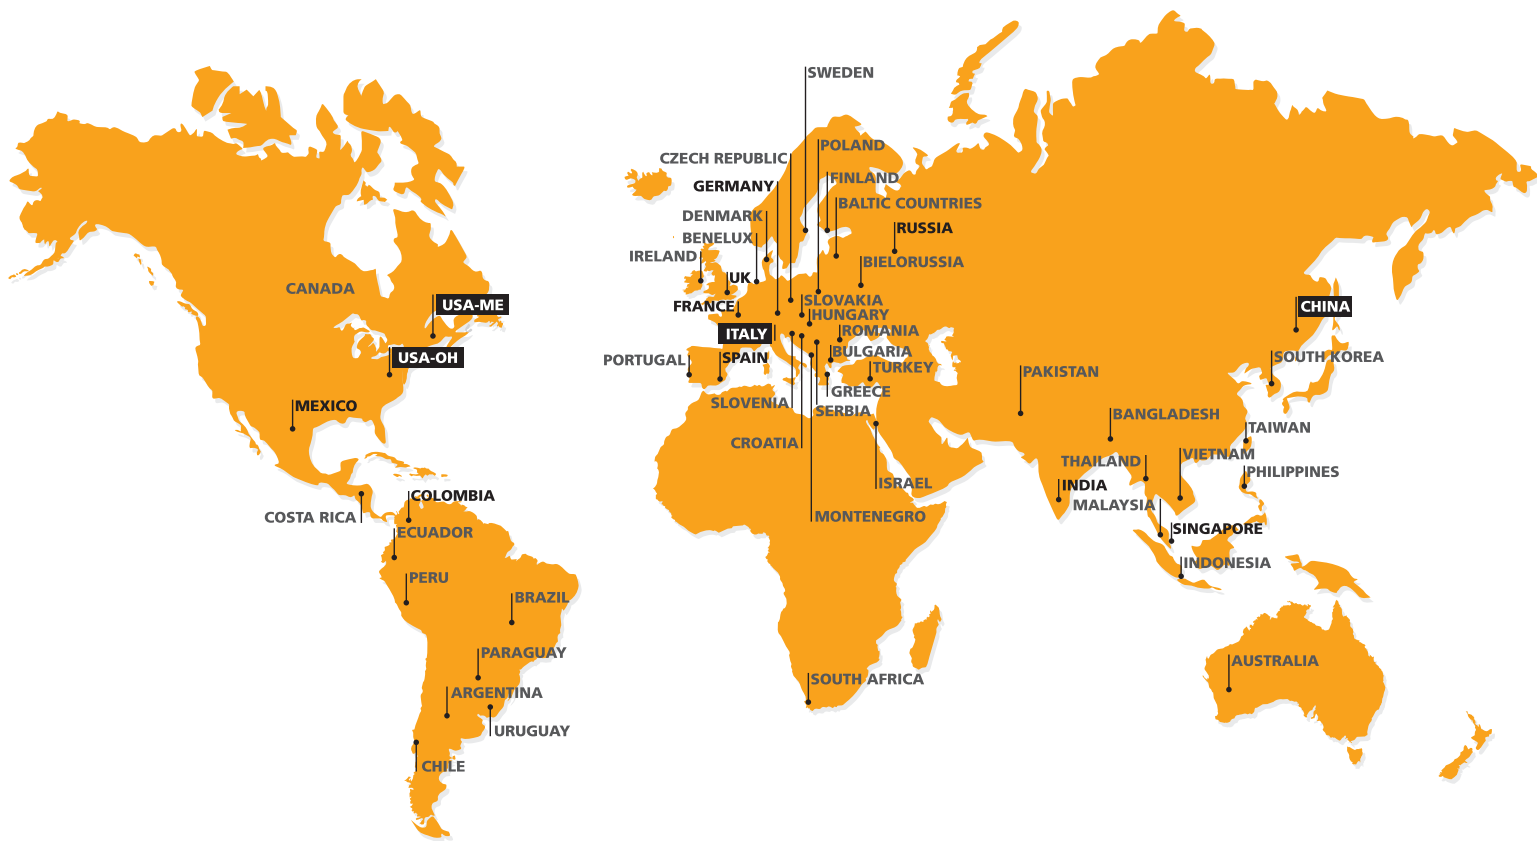 SWEDEN
POLAND
CZECH REPUBLIC
FINLAND
GERMANY
BALTIC COUNTRIES
DENMARK
RUSSIA
BENELUX
IRELAND
BIELORUSSIA
UK
CANADA
USA-ME
FRANCE
SLOVAKIA
CHINA
HUNGARY
ITALY
ROMANIA
USA-OH
PORTUGAL
SPAIN
BULGARIA
SOUTH KOREA
TURKEY
PAKISTAN
GREECE
MEXICO
SLOVENIA
SERBIA
BANGLADESH
TAIWAN
CROATIA
VIETNAM
THAILAND
PHILIPPINES
ISRAEL
INDIA
COLOMBIA
MALAYSIA
COSTA RICA
MONTENEGRO
SINGAPORE
ECUADOR
INDONESIA
PERU
BRAZIL
PARAGUAY
AUSTRALIA
SOUTH AFRICA
ARGENTINA
URUGUAY
CHILE